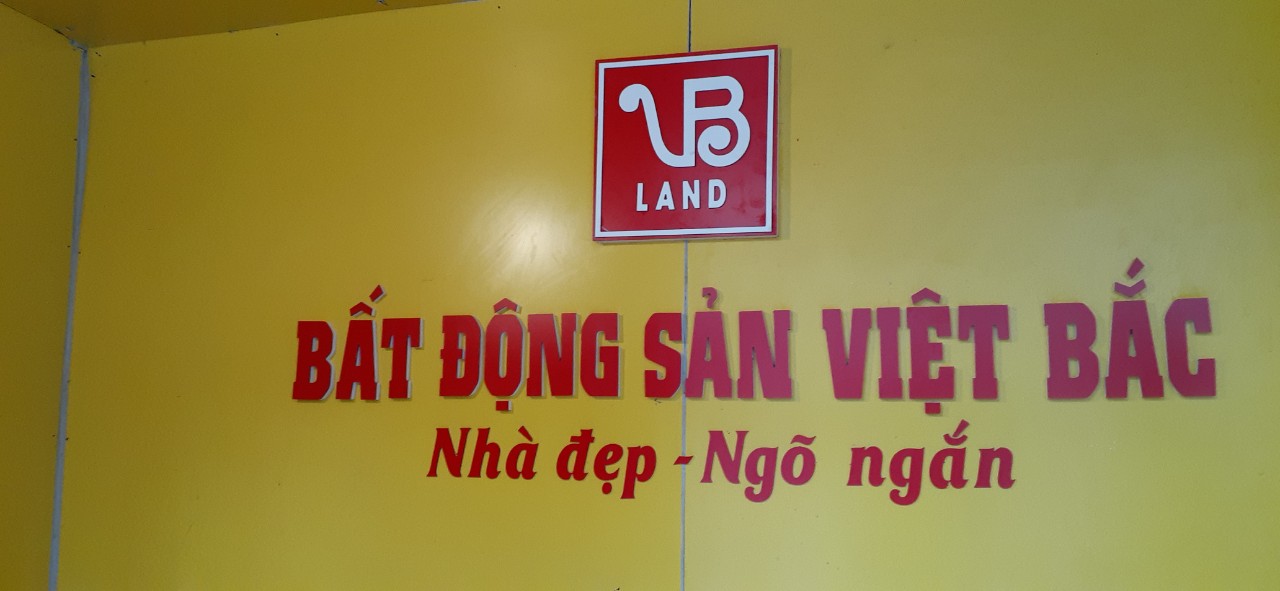 VB
LAND
BẤT ĐỘNG SẢN VIỆT BẮC
Nhà đẹp - Ngõ ngắn